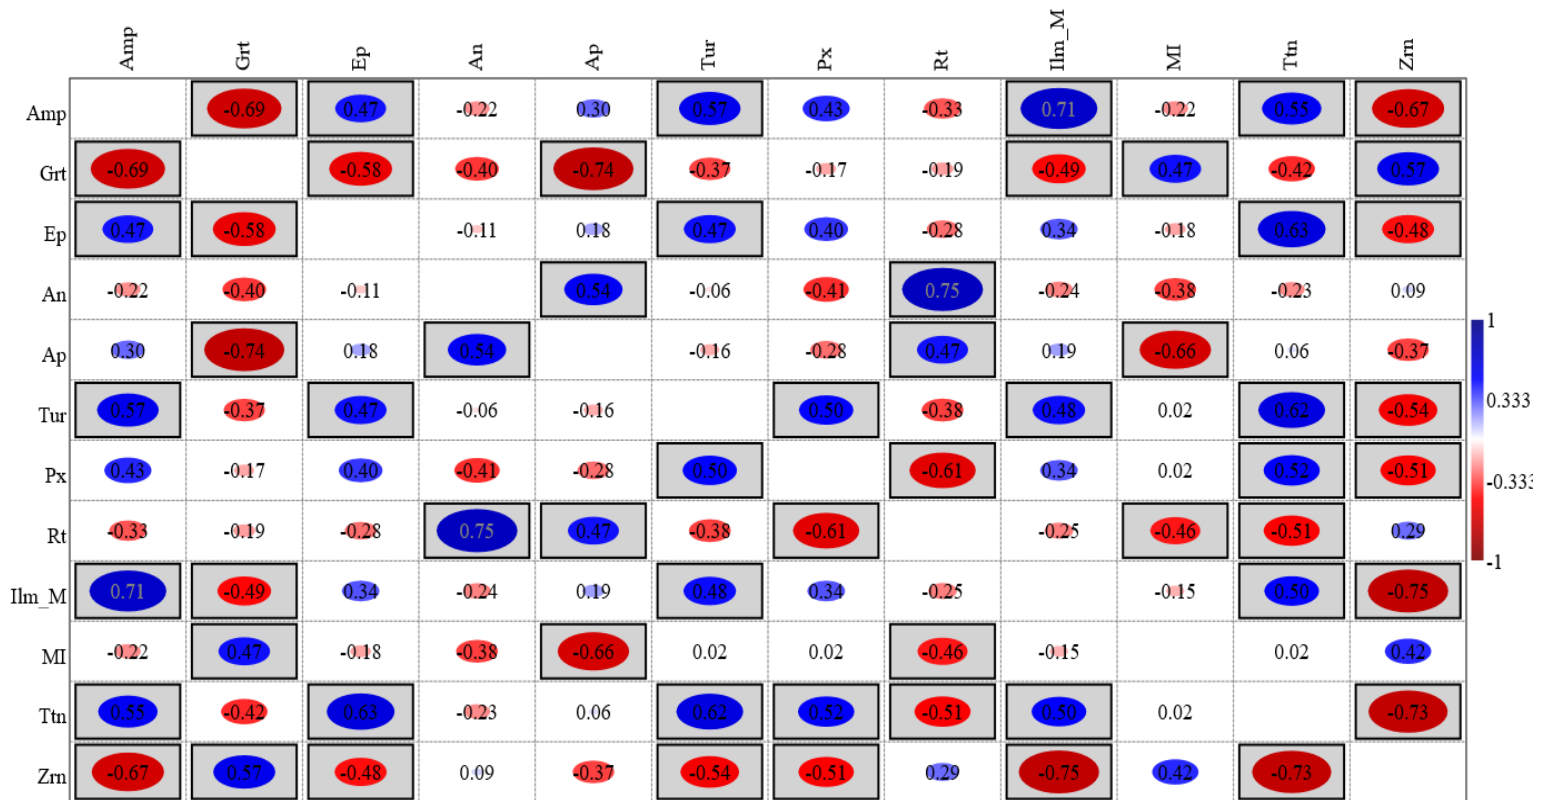 Amp Grt Ep An Ap Tur Px Rt Ilm_M MI Ttn Zrn
Amp -0.69 0.47 -0.22 0.30 0.57 0.43 -0.33 0.71 -0.22 0.55 -0.67
Grt -0.69 -0.58 -0.40 -0.74 -0.37 -0.17 -0.19 -0.49 0.47 -0.42 0.57
Ep 0.47 -0.58 -0.11 0.18 0.47 0.40 -0.28 0.34 -0.18 0.63 -0.48
An -0.22 -0.40 -0.11 0.54 -0.06 -0.41 0.75 -0.24 -0.38 -0.23 0.09
Ap 0.30 -0.74 0.18 0.54 -0.16 -0.28 0.47 0.19 -0.66 0.06 -0.37
Tur 0.57 -0.37 0.47 -0.06 -0.16 0.50 -0.38 0.48 0.02 0.62 -0.54
Px 0.43 -0.17 0.40 -0.41 -0.28 0.50 -0.61 0.34 0.02 0.52 -0.51
Rt -0.33 -0.19 -0.28 0.75 0.47 -0.38 -0.61 -0.25 -0.46 -0.51 0.29
Ilm_M 0.71 -0.49 0.34 -0.24 0.19 0.48 0.34 -0.25 -0.15 0.50 -0.75
MI -0.22 0.47 -0.18 -0.38 -0.66 0.02 0.02 -0.46 -0.15 0.02 0.42
Ttn 0.55 -0.42 0.63 -0.23 0.06 0.62 0.52 -0.51 0.50 0.02 -0.73
Zrn -0.67 0.57 -0.48 0.09 -0.37 -0.54 -0.51 0.29 -0.75 0.42 -0.73
1
0.333
-0.333
-1